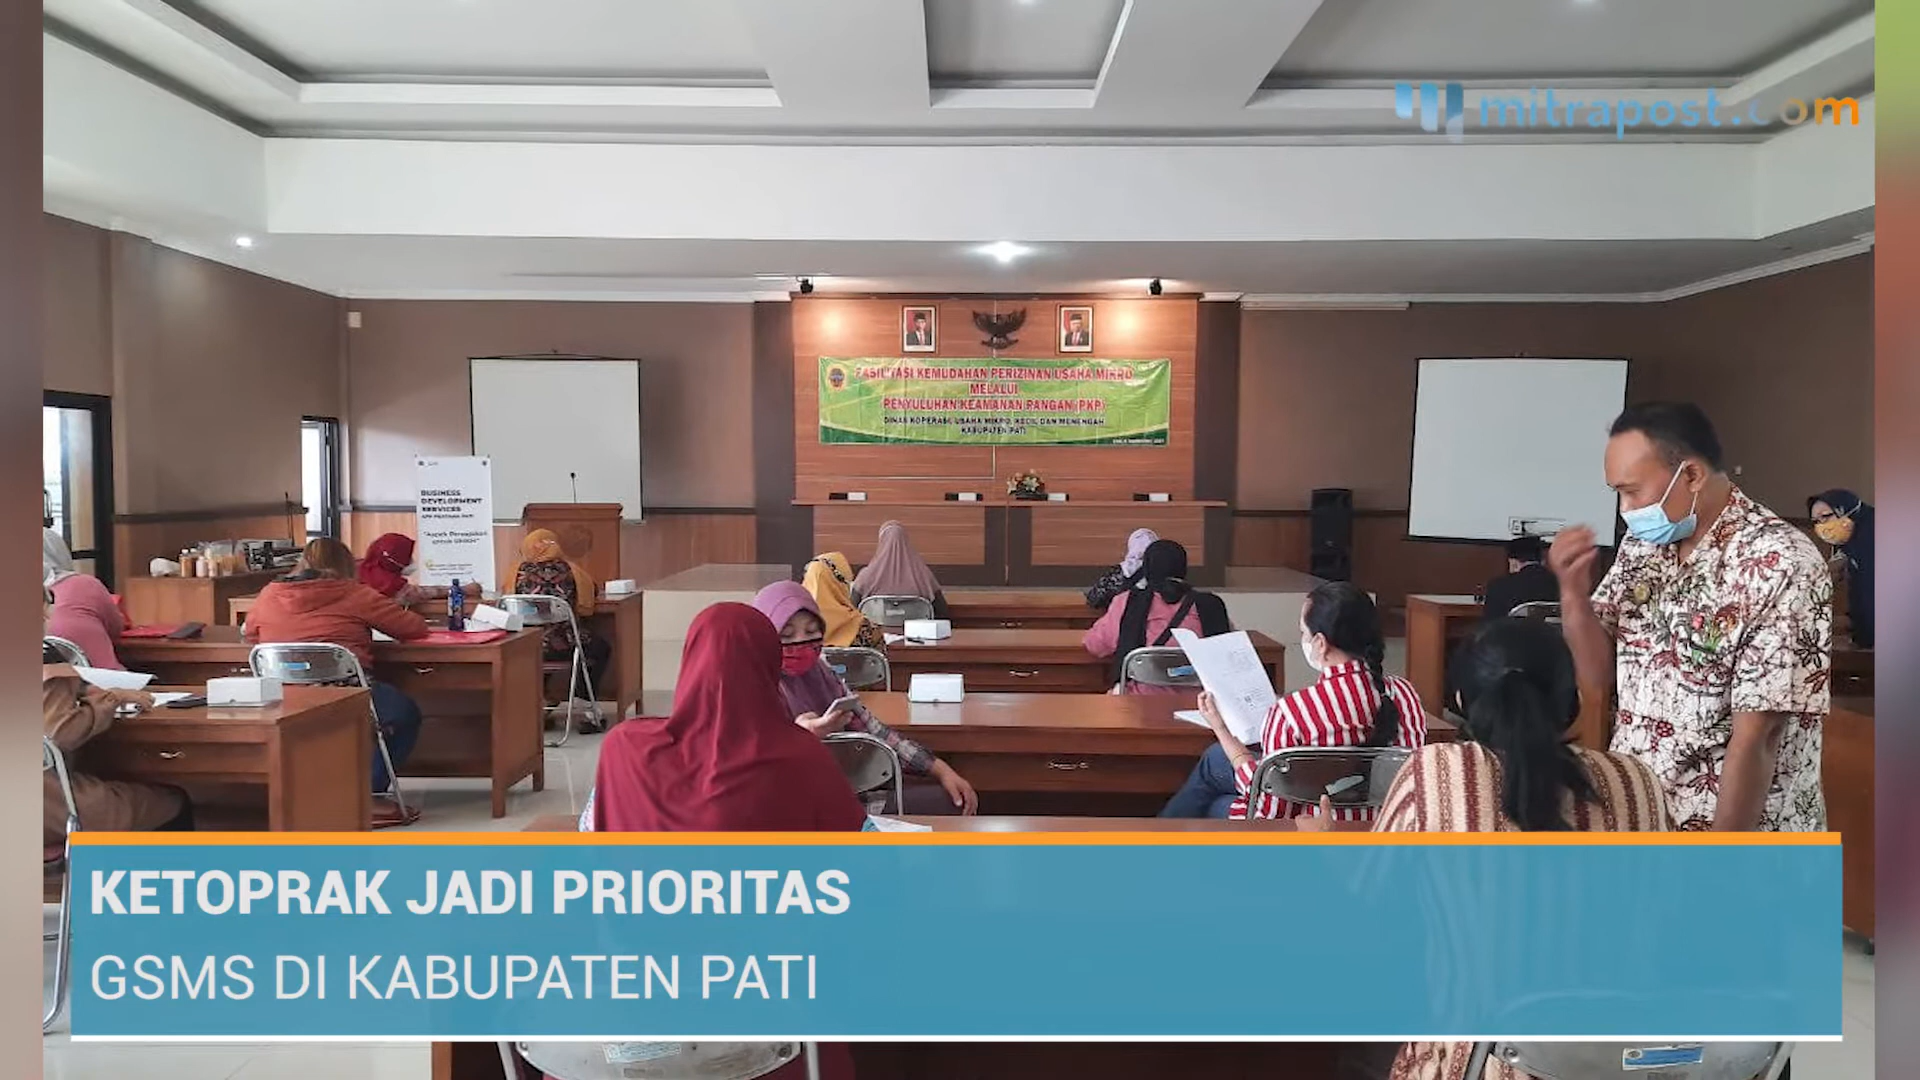 mitrapost.com
FASILITASI KEMUDAHAN PERIZINAN USAHA MIKRO
MELALUI
PENYULUHAN KEAMANAN PANGAN (PKP)
DINAS KOPERASI, USAHA MIKRO, KECIL DAN MENENGAH
KABUPATEN PATI
BUSINESS
DEVELOPMENT
SERVICES
KETOPRAK JADI PRIORITAS
GSMS DI KABUPATEN PATI